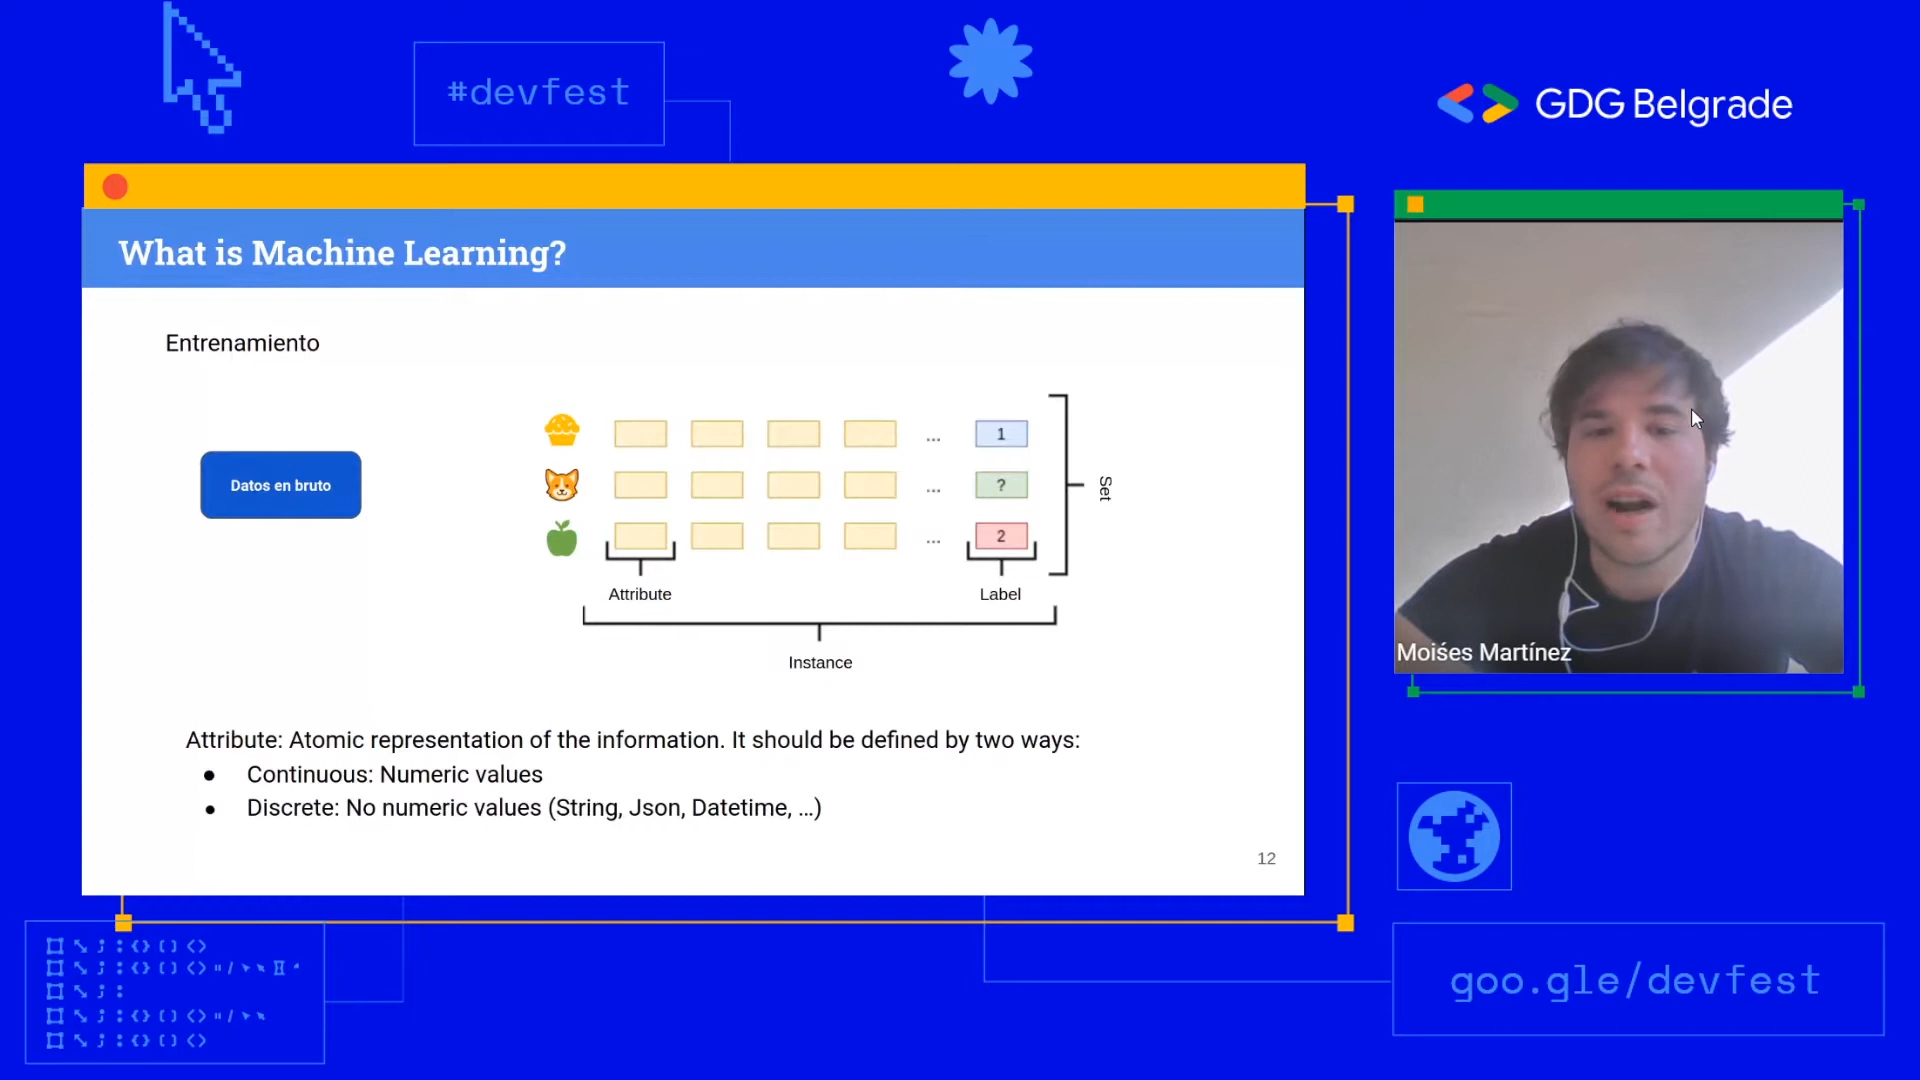 #devfest
GDG Belgrade
What is Machine Learning?
Entrenamiento
Datos en bruto
... 1
... ?
... 2
Set
Attribute
Label
Instance
Attribute: Atomic representation of the information. It should be defined by two ways:
● Continuous: Numeric values
● Discrete: No numeric values (String, Json, Datetime, ...)
12
Moiśes Martínez
goo.gle/devfest